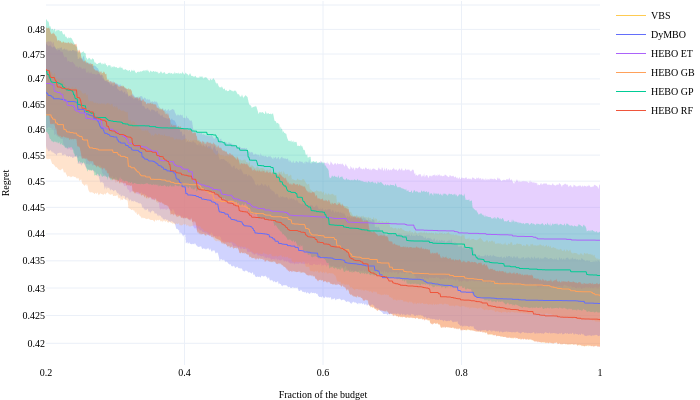 0.48
0.475
0.47
0.465
0.46
0.455
0.45
0.445
0.44
0.435
0.43
0.425
0.42
Regret
0.2 0.4 0.6 0.8 1
Fraction of the budget
VBS
DyMBO
HEBO ET
HEBO GB
HEBO GP
HEBO RF